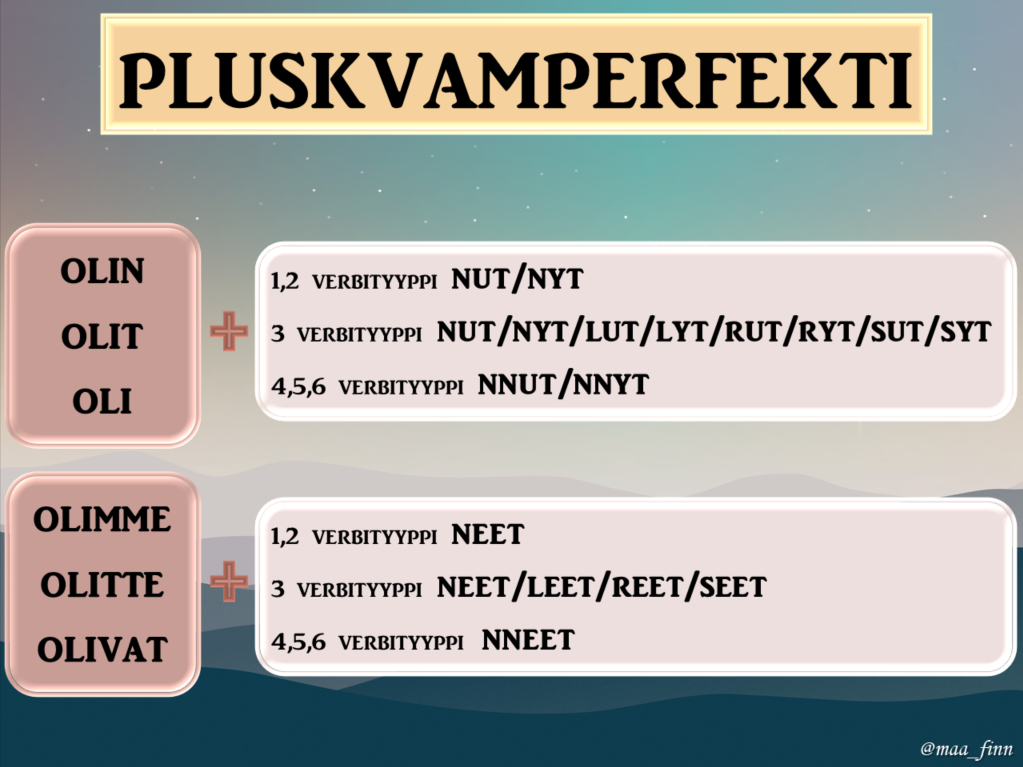 PLUSKVAMPERFEKTI
OLIN
OLIT
OLI
+
1,2 VERBITYYPPI NUT/NYT
3 VERBITYYPPI NUT/NYT/LUT/LYT/RUT/RYT/SUT/SYT
4,5,6 VERBITYYPPI NNUT/NNYT
OLIMME
OLITTE
OLIVAT
+
1,2 VERBITYYPPI NEET
3 VERBITYYPPI NEET/LEET/REET/SEET
4,5,6 VERBITYYPPI NNEET
@maa_finn